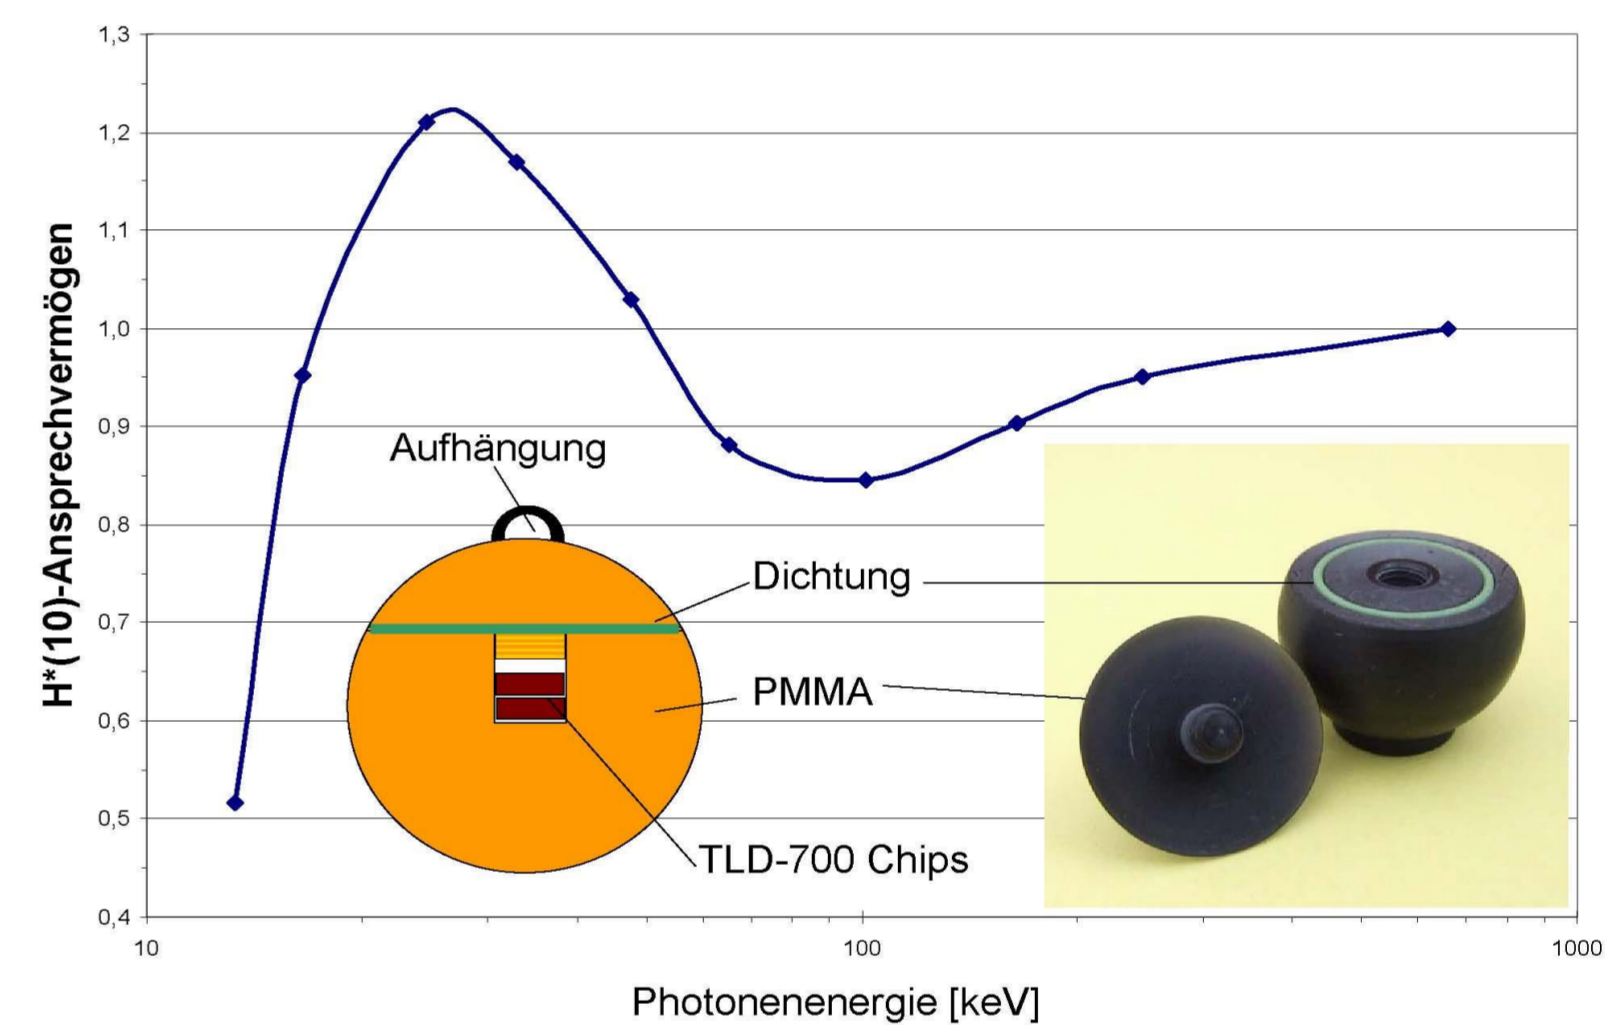 H*(10)-Ansprechvermögen
1,3
1,2
1,1
1,0
0,9
0,8
0,7
0,6
0,5
0,4
Aufhängung
Dichtung
PMMA
TLD-700 Chips
10
100
1000
Photonenenergie [keV]